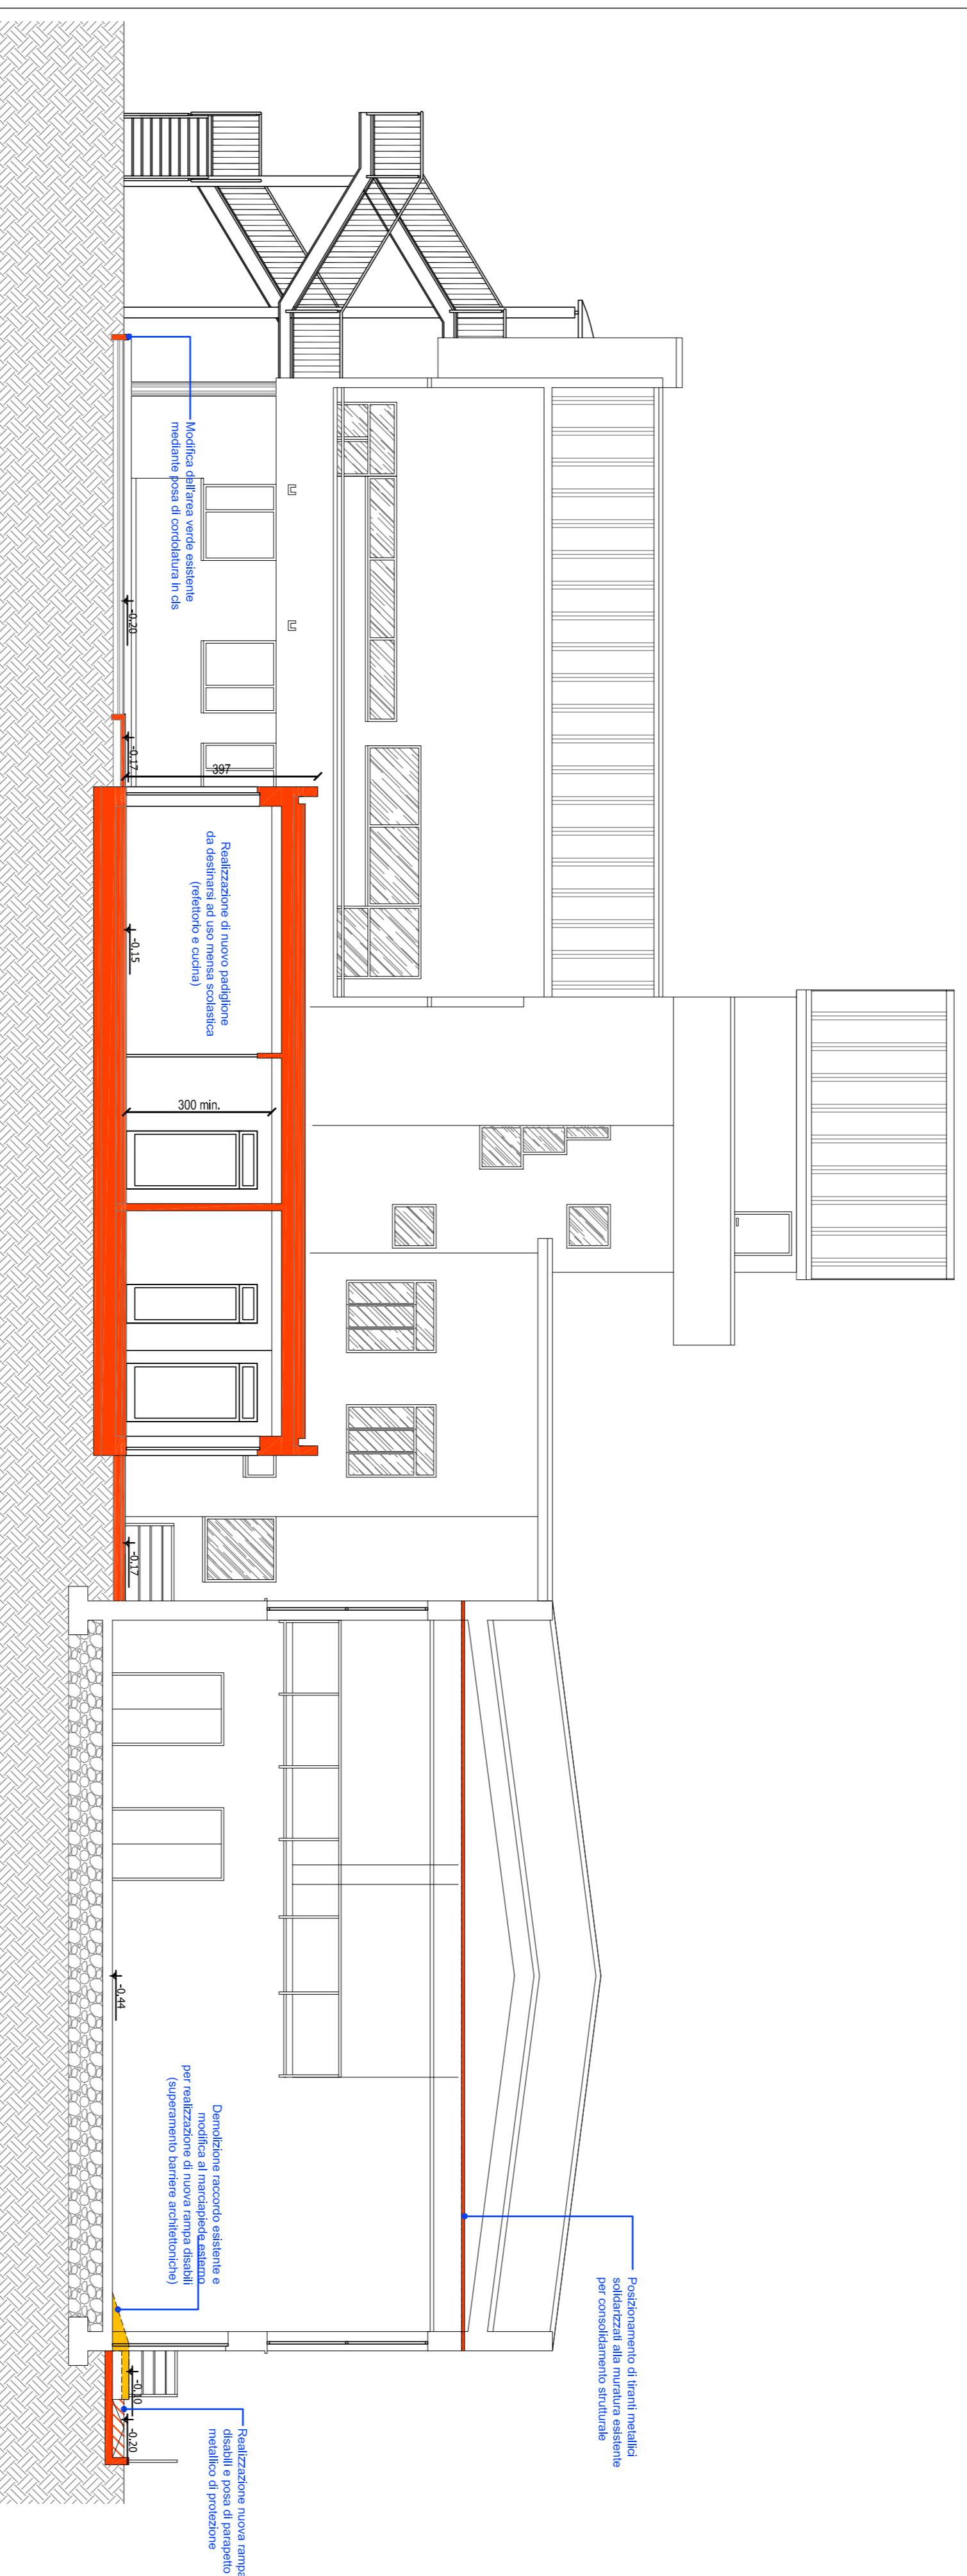 Modifica dell'area verde esistente
mediante posa di cordolatura in cls
-0.20
-0.17
397
Realizzazione di nuovo padiglione
da destinarsi ad uso mensa scolastica
(refettorio e cucina)
-0.15
300 min.
-0.17
-0.44
Demolizione raccordo esistente e
modifica al marciapiede esterno
per realizzazione di nuova rampa disabili
(superamento barriere architettoniche)
Posizionamento di tiranti metallici
solidarizzati alla muratura esistente
per consolidamento strutturale
-0.10
-0.20
Realizzazione nuova rampa
disabili e posa di parapetto
metallico di protezione